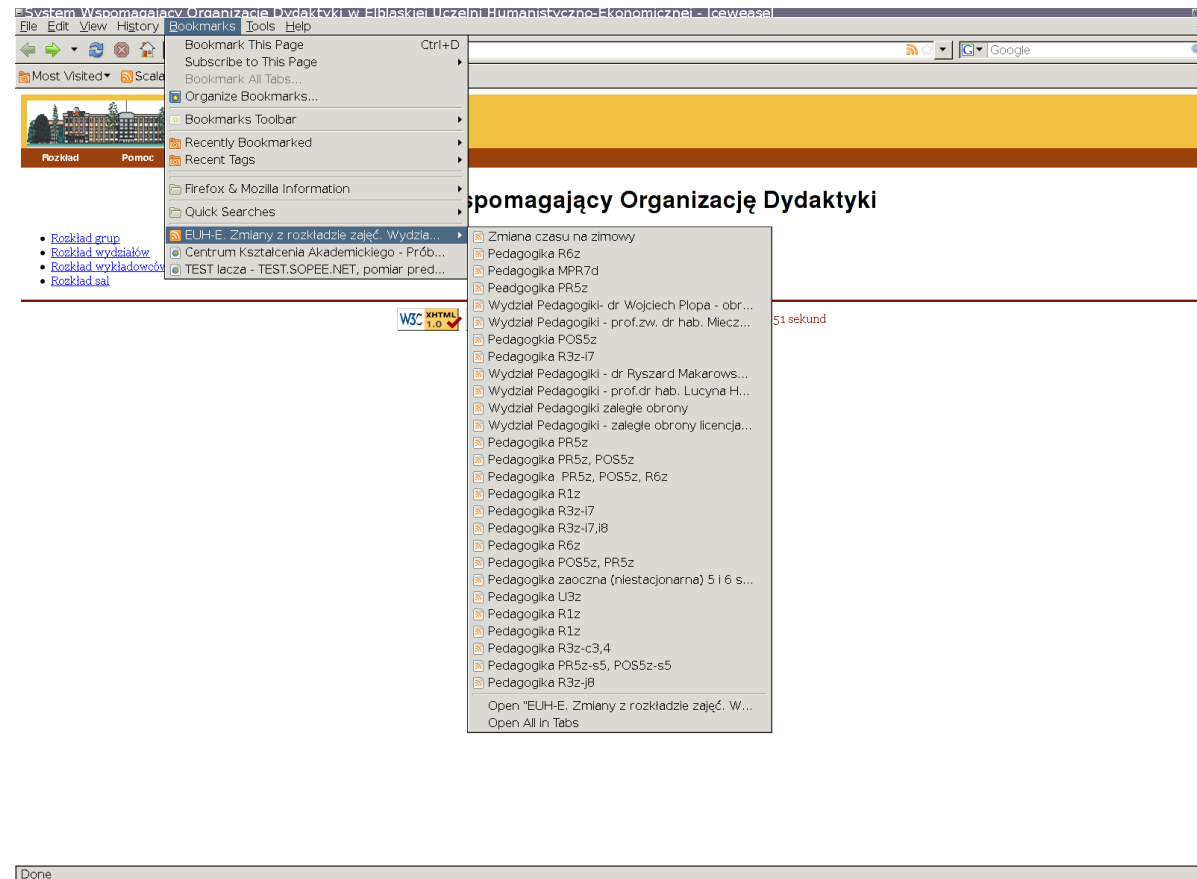 System Wspomagający Organizację Dydaktyki w Elbląskiej Uczelni Humanistyczno-Ekonomicznej - Iceweasel
File Edit View History Bookmarks Tools Help
Google
Most Visited Scala
Bookmark This Page Ctrl+D
Subscribe to This Page
Bookmark All Tabs...
Organize Bookmarks...
Bookmarks Toolbar
Recently Bookmarked
Recent Tags
Firefox & Mozilla Information
Quick Searches
EUH-E. Zmiany z rozkładzie zajęć. Wydzia...
Centrum Kształcenia Akademickiego - Prób...
TEST lacza - TEST.SOPEE.NET, pomiar pred...
Rozkład Pomoc
spomagający Organizację Dydaktyki
Rozkład grup
Rozkład wydziałów
Rozkład wykładowców
Rozkład sal
W3C XHTML 1.0
51 sekund
Zmiana czasu na zimowy
Pedagogika R6z
Pedagogika MPR7d
Peadgogika PR5z
Wydział Pedagogiki- dr Wojciech Plopa - obr...
Wydział Pedagogiki - prof.zw. dr hab. Miecz...
Pedagogkia POS5z
Pedagogika R3z-i7
Wydział Pedagogiki - dr Ryszard Makarows...
Wydział Pedagogiki - prof.dr hab. Lucyna H...
Wydział Pedagogiki zaległe obrony
Wydział Pedagogiki - zaległe obrony licencja...
Pedagogika PR5z
Pedagogika PR5z, POS5z
Pedagogika  PR5z, POS5z, R6z
Pedagogika R1z
Pedagogika R3z-i7
Pedagogika R3z-i7,i8
Pedagogika R6z
Pedagogika POS5z, PR5z
Pedagogika zaoczna (niestacjonarna) 5 i 6 s...
Pedagogika U3z
Pedagogika R1z
Pedagogika R1z
Pedagogika R3z-c3,4
Pedagogika PR5z-s5, POS5z-s5
Pedagogika R3z-j8
Open "EUH-E. Zmiany z rozkładzie zajęć. W...
Open All in Tabs
Done